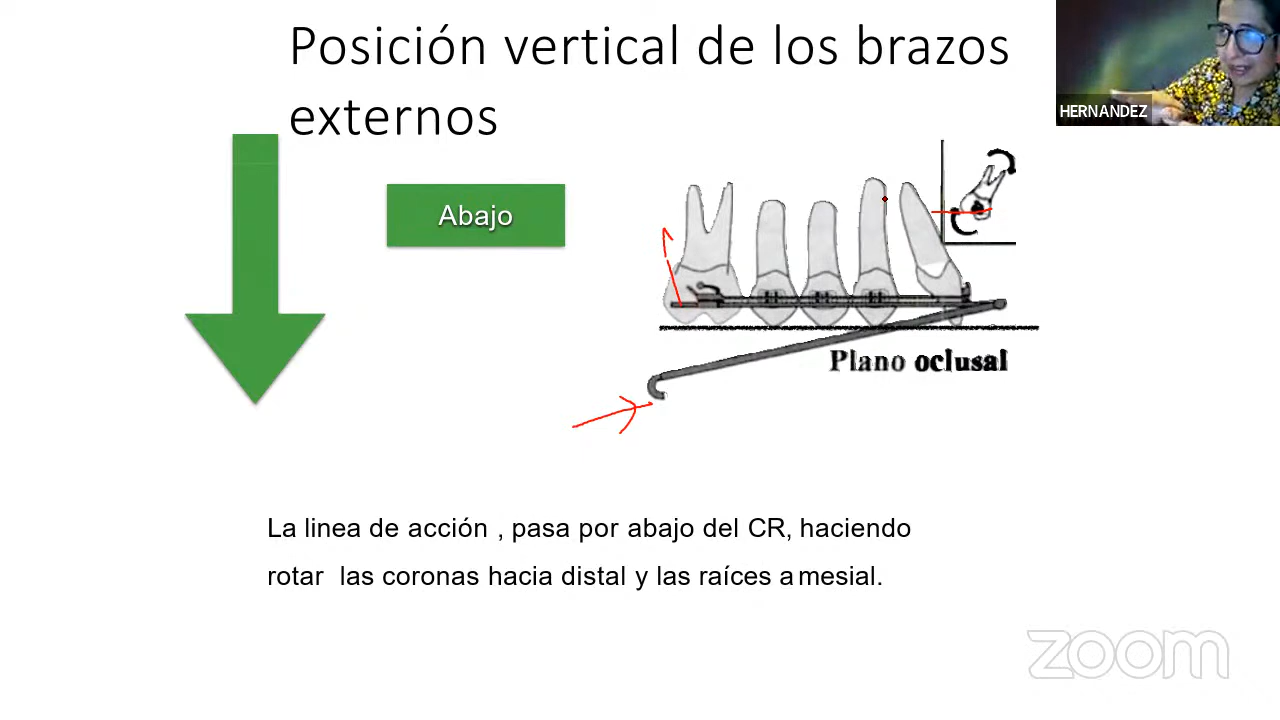 Posición vertical de los brazos
externos
HERNANDEZ
Abajo
Plano oclusal
La linea de acción , pasa por abajo del CR, haciendo
rotar las coronas hacia distal y las raíces a mesial.
zoom